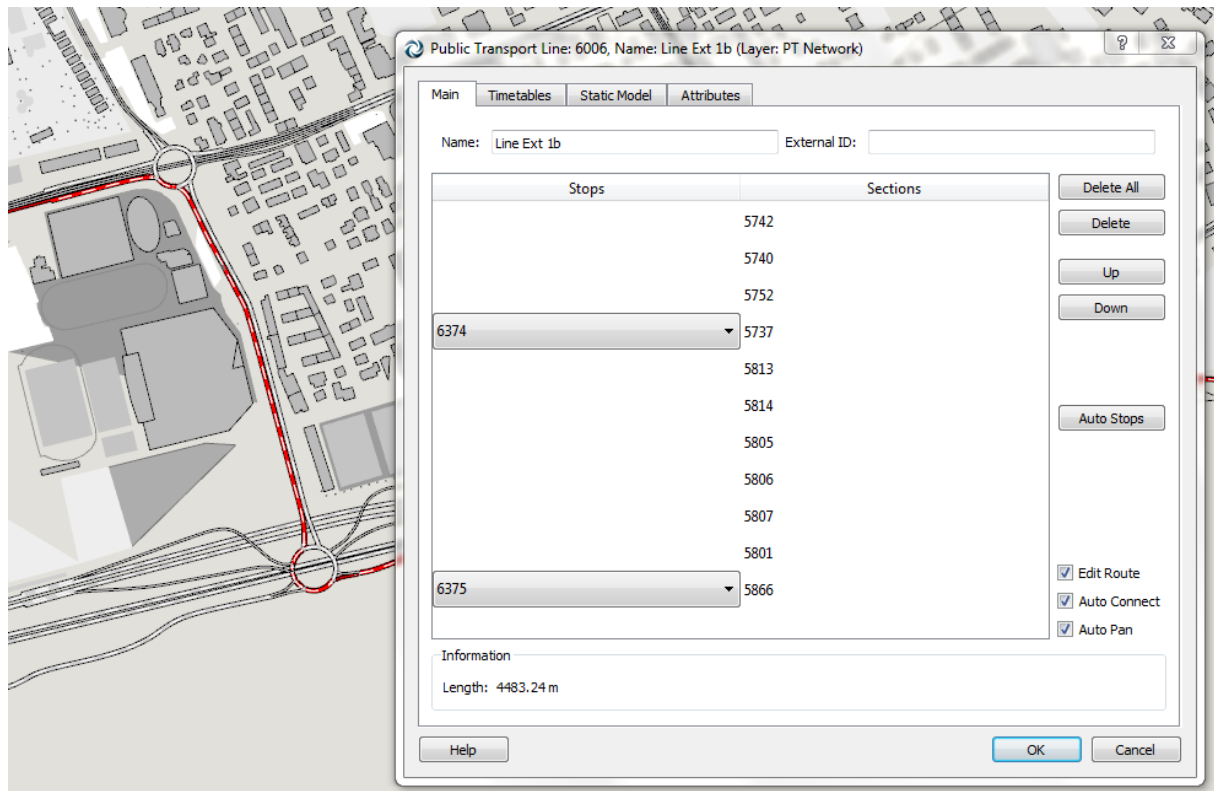 Public Transport Line: 6006, Name: Line Ext 1b (Layer: PT Network)
Main Timetables Static Model Attributes
Name: Line Ext 1b External ID:
Stops Sections Delete All
5742
Delete
5740
Up
5752
Down
6374 5737
5813
5814
Auto Stops
5805
5806
5807
5801
Edit Route
6375 5866
Auto Connect
Auto Pan
Information
Length: 4483.24 m
Help OK Cancel